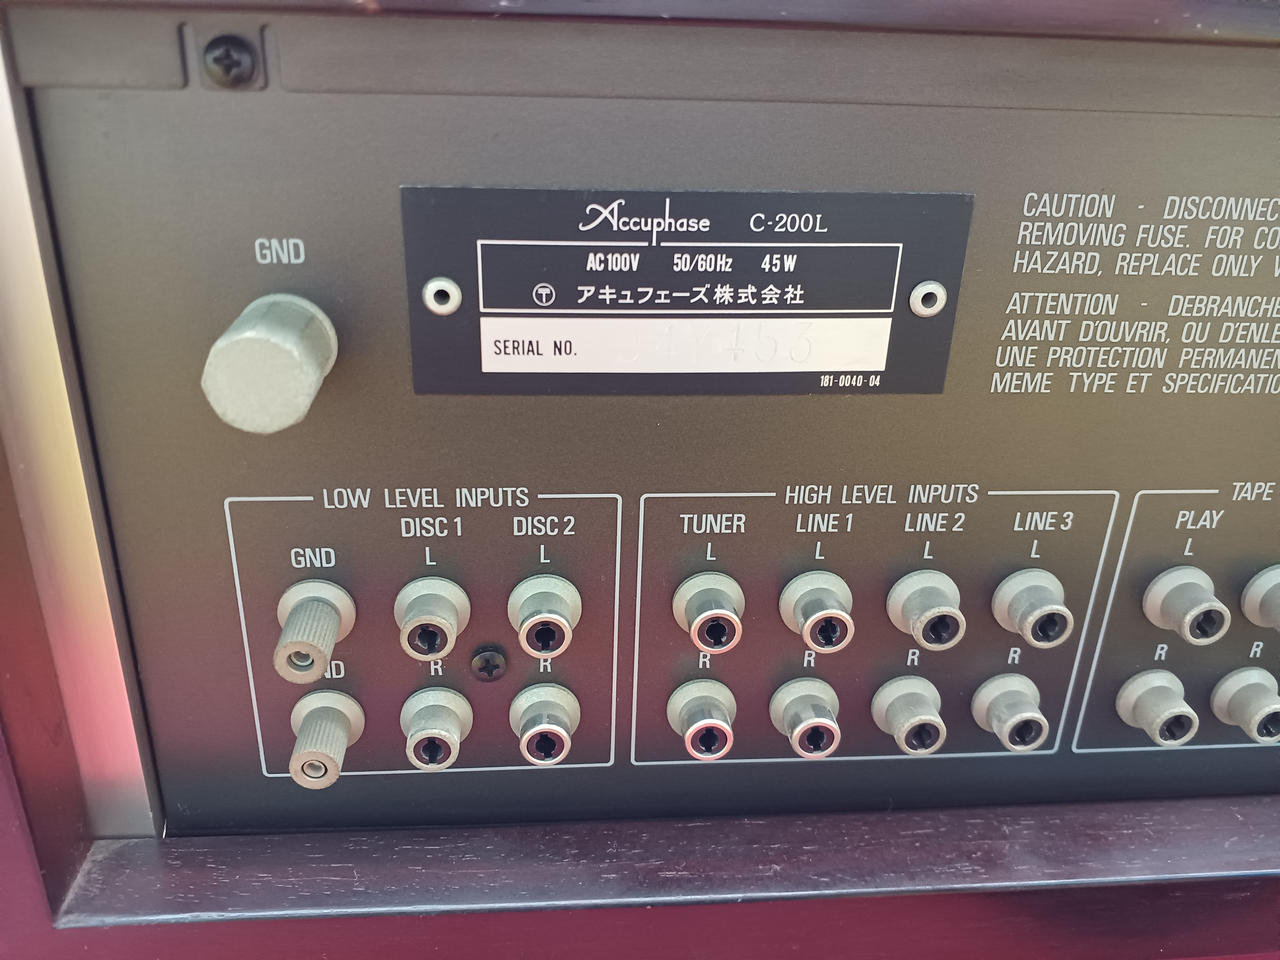 Accuphase C-200L
AC100V 50/60Hz 45W
アキュフェーズ株式会社
SERIAL NO.
181-0040-04
CAUTION - DISCONNEC
REMOVING FUSE. FOR CO
HAZARD, REPLACE ONLY
ATTENTION - DEBRANCHE
AVANT D'OUVRIR, OU D'ENLE
UNE PROTECTION PERMANEN
MEME TYPE ET SPECIFICATIO
GND
LOW LEVEL INPUTS
GND
DISC 1
DISC 2
L
L
ND
R
R
HIGH LEVEL INPUTS
TUNER
LINE 1
LINE 2
LINE 3
L
L
L
L
R
R
R
R
TAPE
PLAY
L
R
R